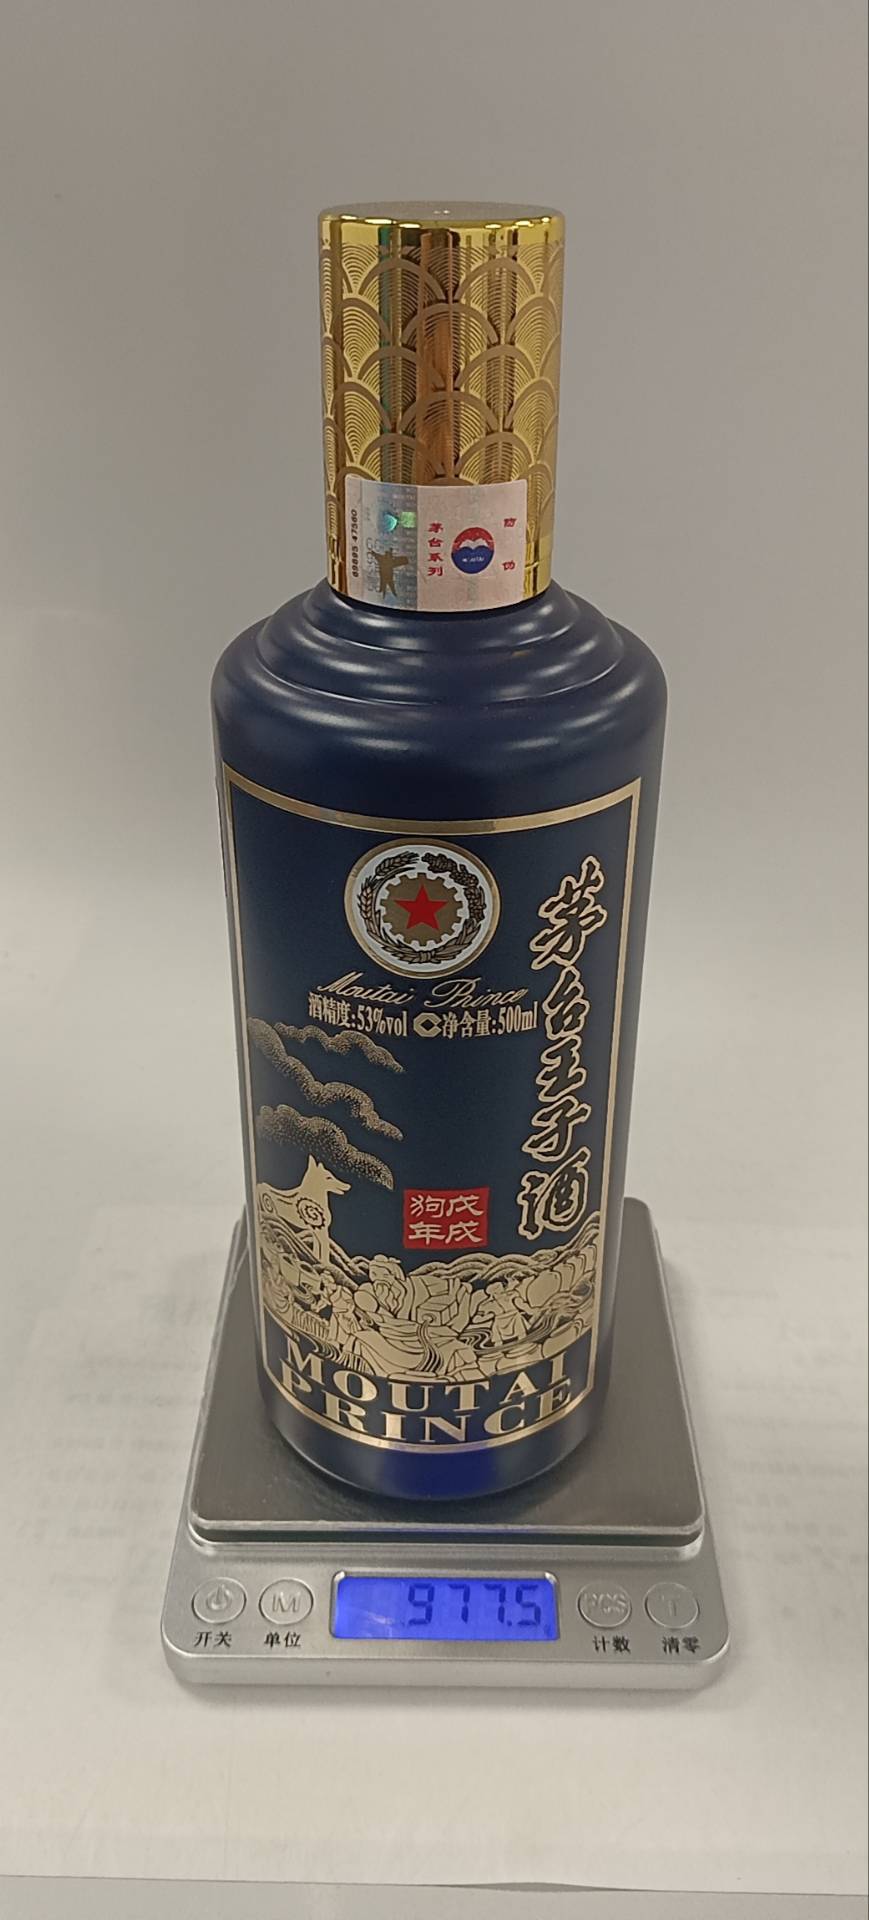 69695 47560
茅台系列
防伪
Moutai Prince
酒精度:53%vol 净含量:500ml
茅台王子酒
戊戌
狗年
MOUTAI
PRINCE
977.5
M
PCS
T
开关
单位
计数
清零